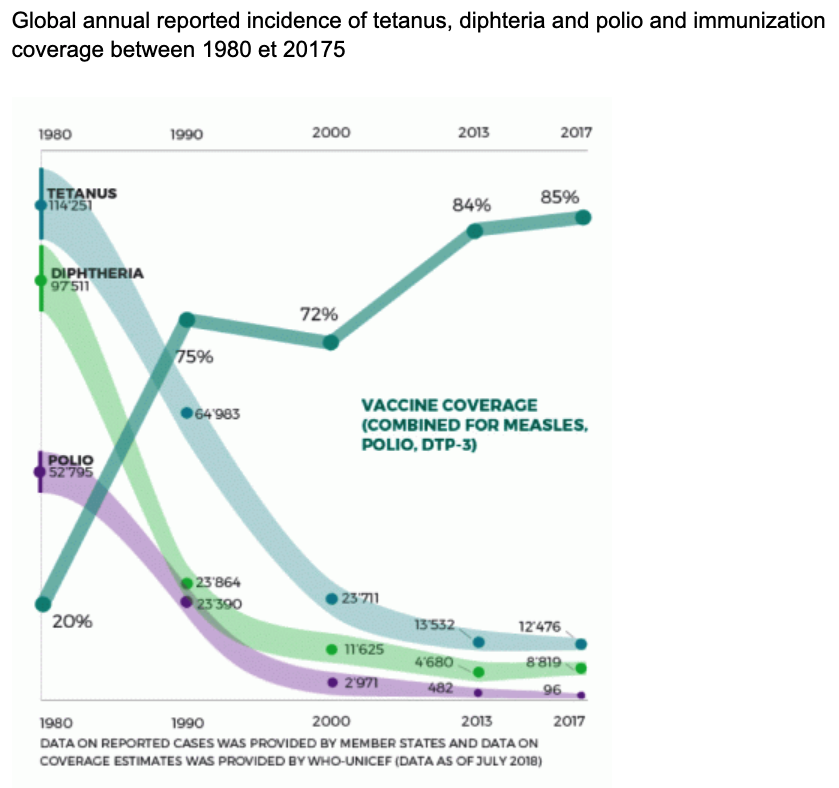 Global annual reported incidence of tetanus, diphteria and polio and immunization
coverage between 1980 et 20175
1980 1990 2000 2013 2017
TETANUS
114'251
DIPHTHERIA
97'511
POLIO
52'795
84% 85%
72%
75%
20%
VACCINE COVERAGE
(COMBINED FOR MEASLES,
POLIO, DTP-3)
64'983
23'864
23'390
23'711
11'625
2'971
13'532
4'680
482
12'476
8'819
96
1980 1990 2000 2013 2017
DATA ON REPORTED CASES WAS PROVIDED BY MEMBER STATES AND DATA ON
COVERAGE ESTIMATES WAS PROVIDED BY WHO-UNICEF (DATA AS OF JULY 2018)